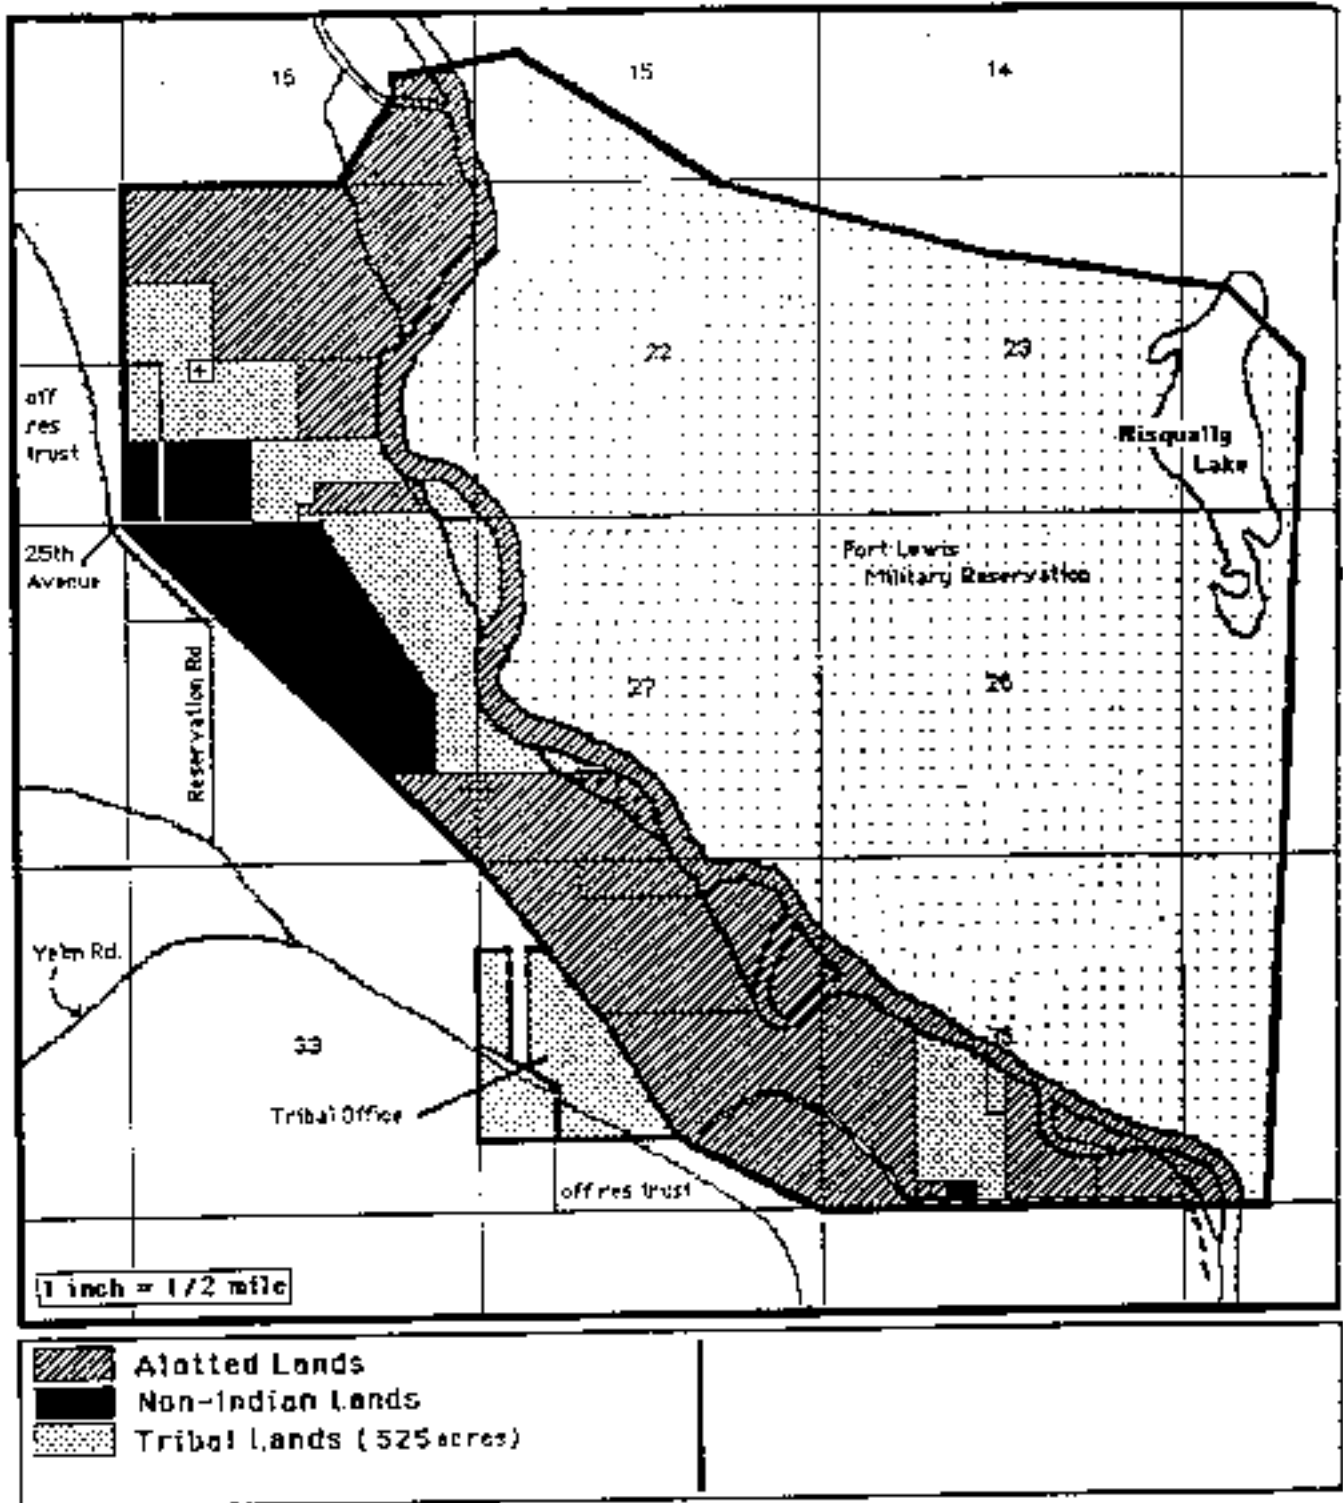 16
15
14
22
23
off
res
trust
Nisqually
Lake
25th
Avenue
Fort Lewis
Military Reservation
27
26
Reservation Rd
Yelm Rd.
33
Tribal Office
off res trust
1 inch = 1/2 mile
Alotted Lands
Non-Indian Lands
Tribal Lands (525 acres)